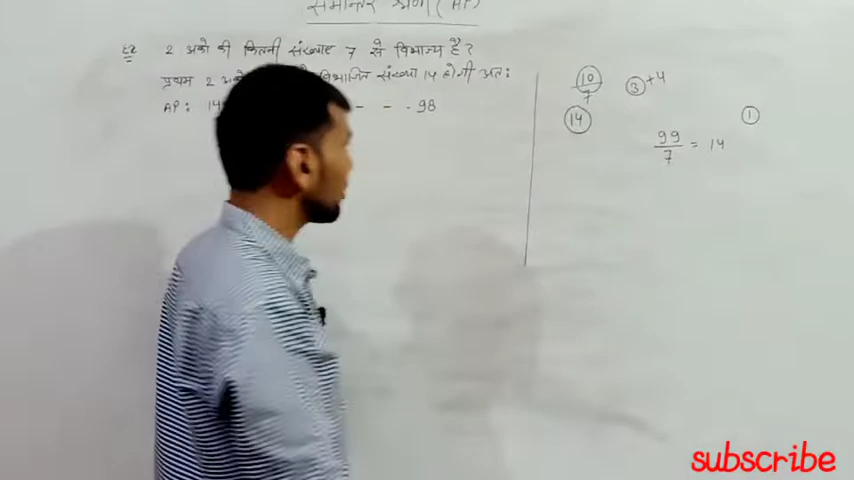 समान्तर श्रेणी (AP)
2 अंको की कितनी संख्याए 7 से विभाज्य है?
प्रथम 2 अंको विभाजित संख्या 14 होगी अत:
AP: 14 - - . 98
10/7 3 +4
14 1
99/7 = 14
subscribe